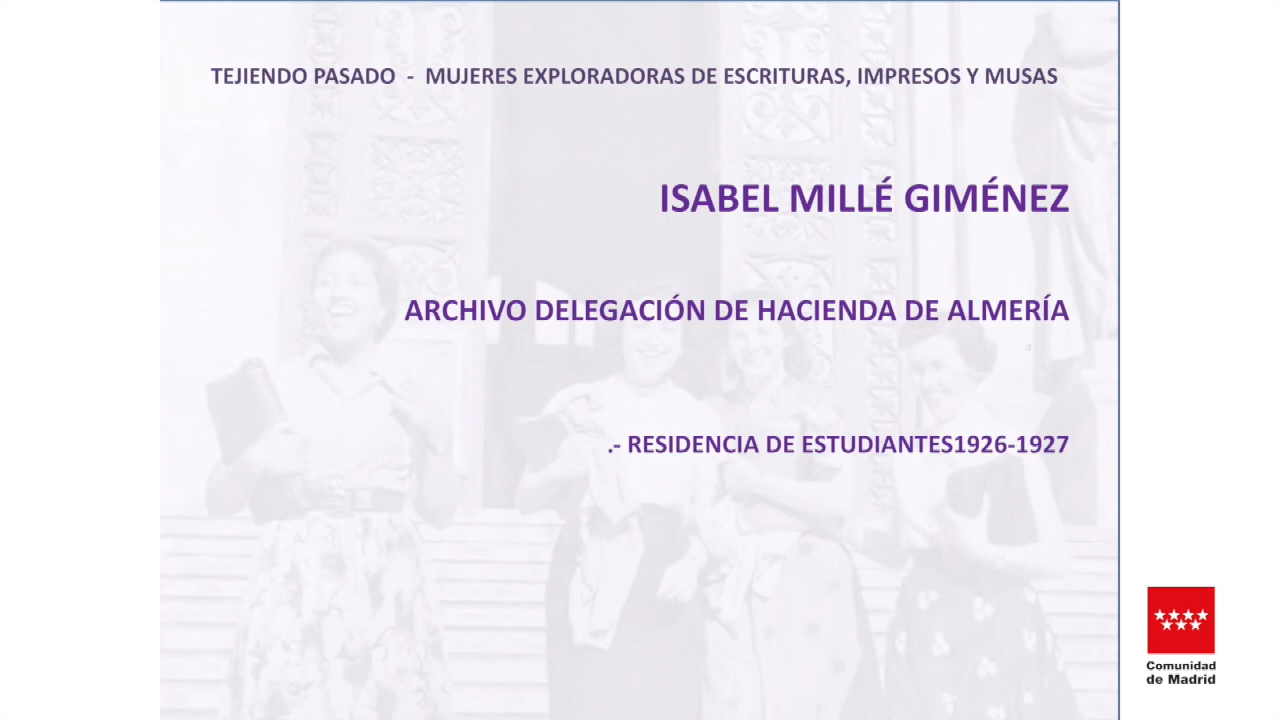 TEJIENDO PASADO - MUJERES EXPLORADORAS DE ESCRITURAS, IMPRESOS Y MUSAS
ISABEL MILLÉ GIMÉNEZ
ARCHIVO DELEGACIÓN DE HACIENDA DE ALMERÍA
.- RESIDENCIA DE ESTUDIANTES1926-1927
Comunidad
de Madrid